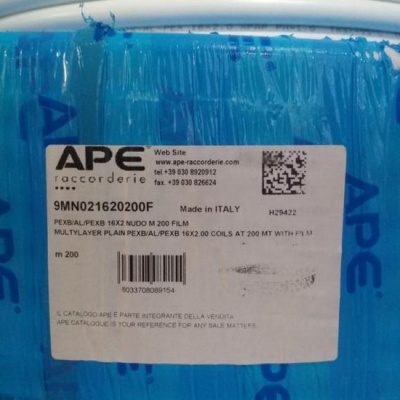 APE
raccorderie
Web Site
www.ape-raccorderie.com
tel.+39 030 8920912
fax. +39 030 826624
9MN021620200F
Made in ITALY
H29422
PEXB/AL/PEXB 16X2 NUDO M 200 FILM
MULTYLAYER PLAIN PEXB/AL/PEXB 16X2.00 COILS AT 200 MT WITH FILM
m 200
8033708089154
IL CATALOGO APE È PARTE INTEGRANTE DELLA VENDITA
APE CATALOGUE IS YOUR REFERENCE FOR ANY SALE MATTERS.
APE
APE